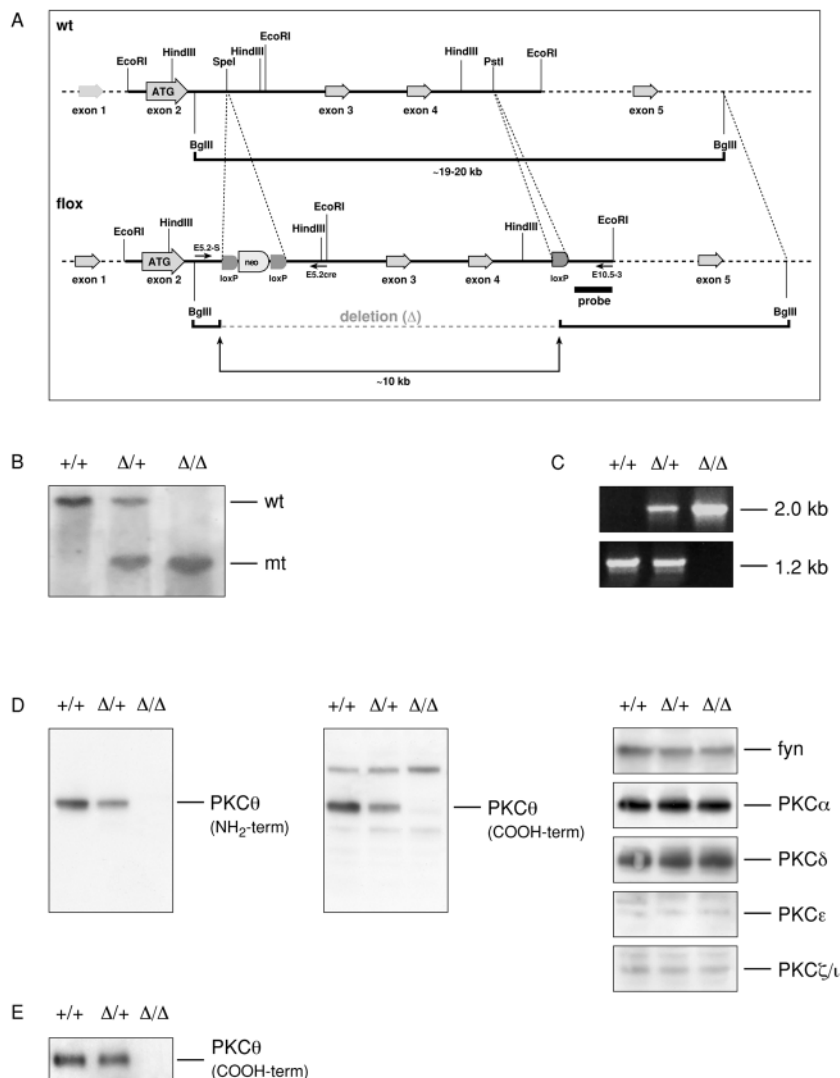 A
wt
EcoRI HindIII SpeI HindIII EcoRI HindIII PstI EcoRI
ATG
exon 1 exon 2 exon 3 exon 4 exon 5
BglII BglII
~19-20 kb
flox
EcoRI HindIII E5.2-S HindIII EcoRI HindIII EcoRI
ATG neo
exon 1 exon 2 loxP loxP E5.2cre exon 3 exon 4 loxP E10.5-3 exon 5
probe
BglII deletion (Δ) BglII
~10 kb
B
+/+ Δ/+ Δ/Δ
wt
mt
C
+/+ Δ/+ Δ/Δ
2.0 kb
1.2 kb
D
+/+ Δ/+ Δ/Δ
PKCθ
(NH2-term)
+/+ Δ/+ Δ/Δ
PKCθ
(COOH-term)
+/+ Δ/+ Δ/Δ
fyn
PKCα
PKCδ
PKCε
PKCζ/ι
E
+/+ Δ/+ Δ/Δ
PKCθ
(COOH-term)